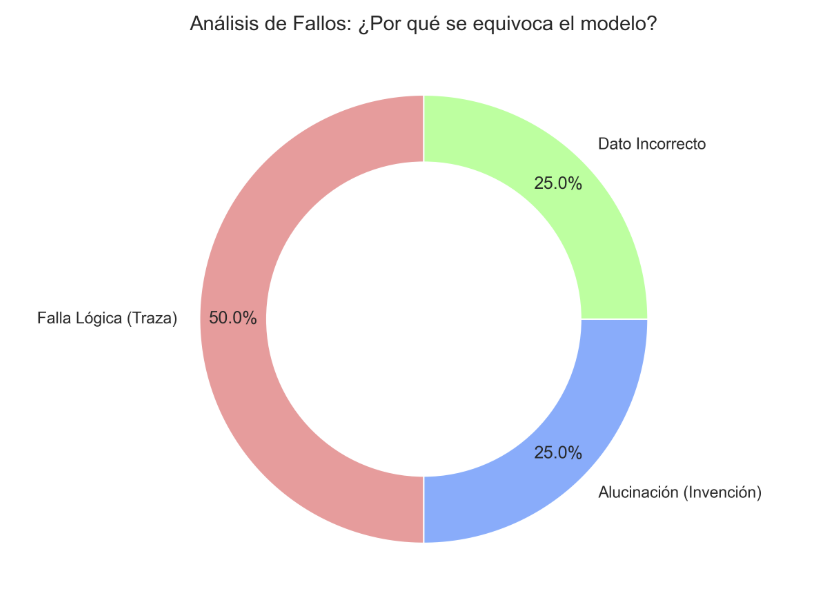 Análisis de Fallos: ¿Por qué se equivoca el modelo?
Dato Incorrecto
25.0%
Falla Lógica (Traza)
50.0%
25.0%
Alucinación (Invención)